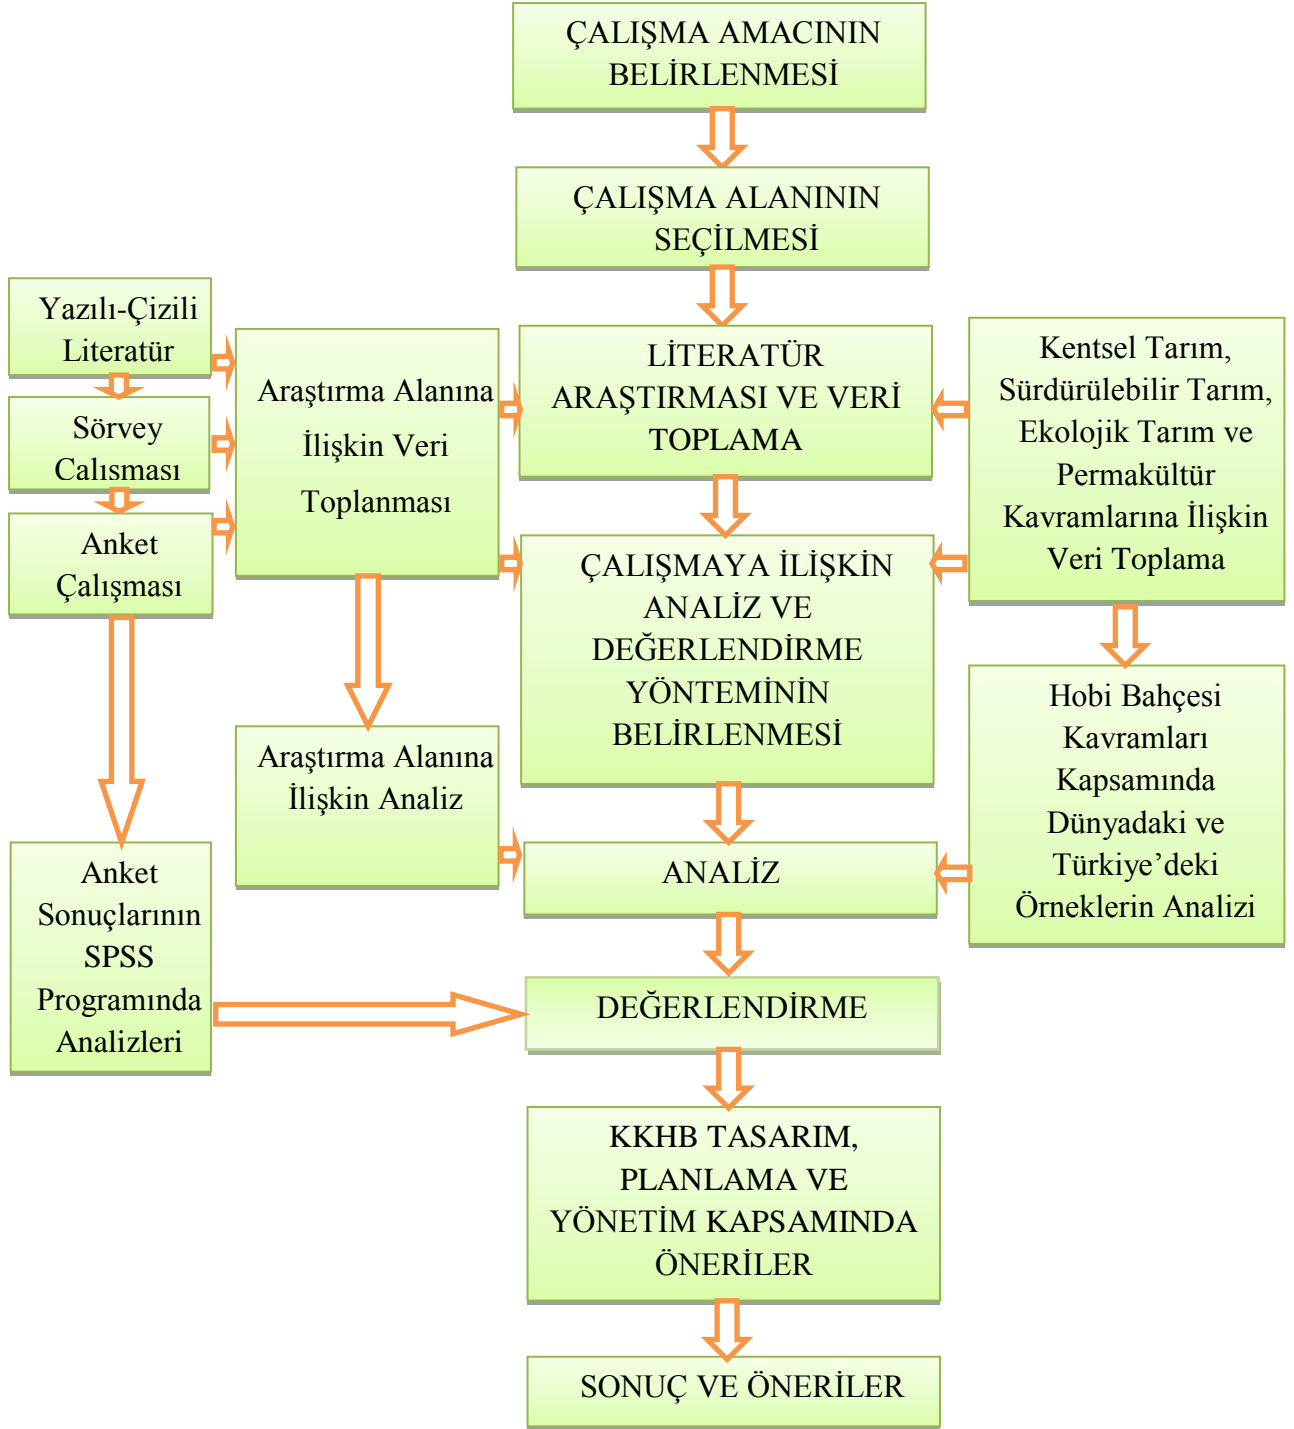 ÇALIŞMA AMACININ
BELİRLENMESİ
ÇALIŞMA ALANININ
SEÇİLMESİ
Yazılı-Çizili
Literatür
Sörvey
Calısması
Anket
Çalışması
Araştırma Alanına
İlişkin Veri
Toplanması
LİTERATÜR
ARAŞTIRMASI VE VERİ
TOPLAMA
Kentsel Tarım,
Sürdürülebilir Tarım,
Ekolojik Tarım ve
Permakültür
Kavramlarına İlişkin
Veri Toplama
ÇALIŞMAYA İLİŞKİN
ANALİZ VE
DEĞERLENDİRME
YÖNTEMİNİN
BELİRLENMESİ
Araştırma Alanına
İlişkin Analiz
Hobi Bahçesi
Kavramları
Kapsamında
Dünyadaki ve
Türkiye’deki
Örneklerin Analizi
ANALİZ
Anket
Sonuçlarının
SPSS
Programında
Analizleri
DEĞERLENDİRME
KKHB TASARIM,
PLANLAMA VE
YÖNETİM KAPSAMINDA
ÖNERİLER
SONUÇ VE ÖNERİLER